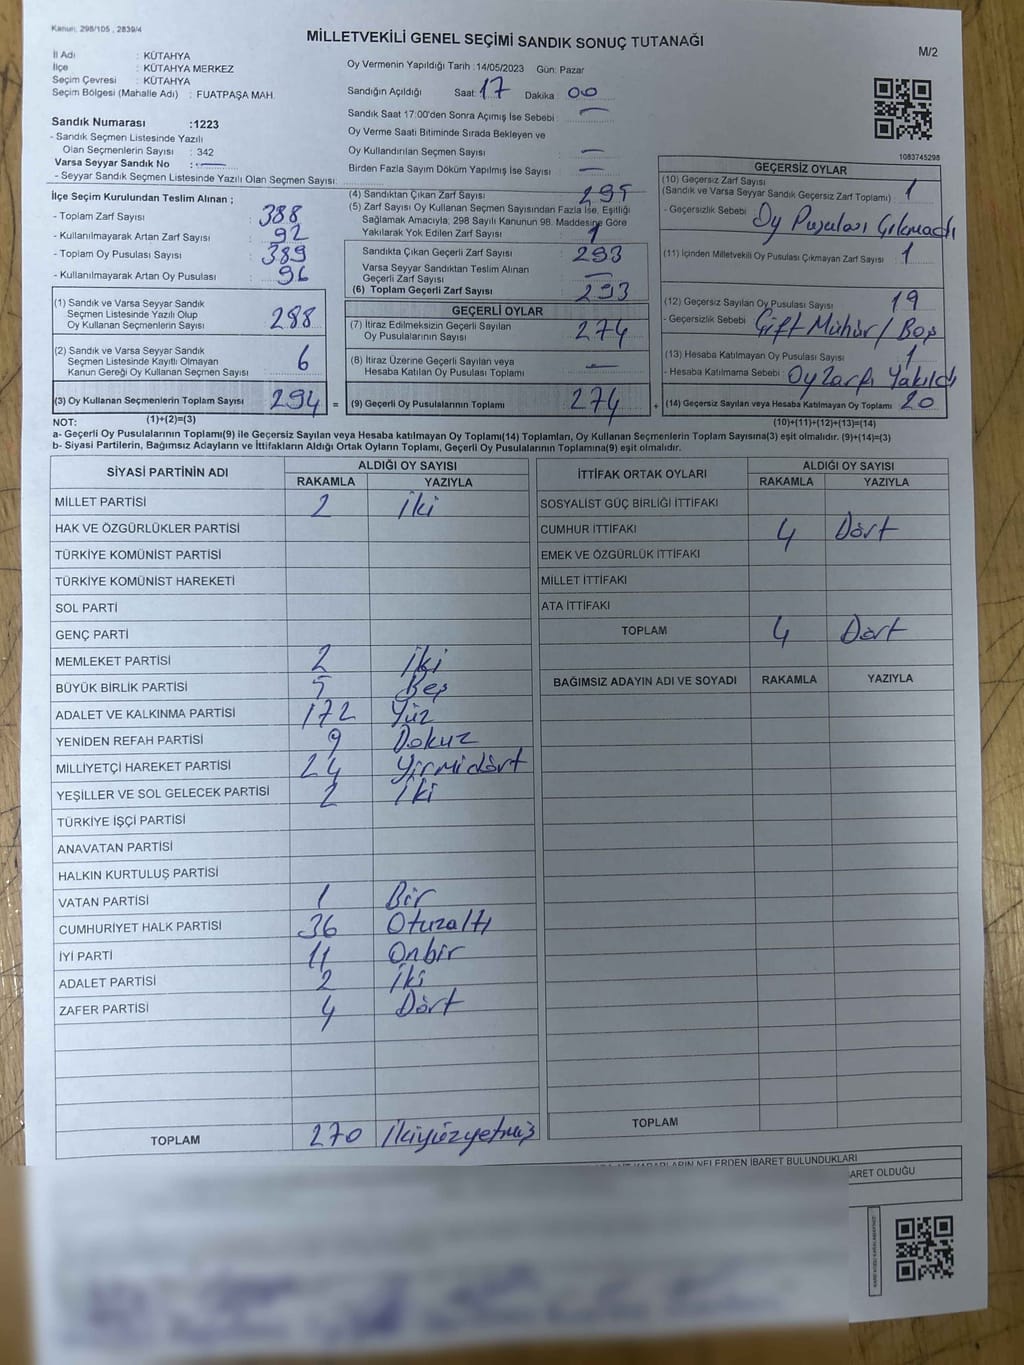 Kanun: 298/105 , 2839/4
MİLLETVEKİLİ GENEL SEÇİMİ SANDIK SONUÇ TUTANAĞI
M/2
İl Adı : KÜTAHYA
İlçe : KÜTAHYA MERKEZ
Seçim Çevresi : KÜTAHYA
Seçim Bölgesi (Mahalle Adı) : FUATPAŞA MAH.
Sandık Numarası :1223
- Sandık Seçmen Listesinde Yazılı
Olan Seçmenlerin Sayısı : 342
Varsa Seyyar Sandık No : —
- Seyyar Sandık Seçmen Listesinde Yazılı Olan Seçmen Sayısı:
Oy Vermenin Yapıldığı Tarih :14/05/2023 Gün: Pazar
Sandığın Açıldığı Saat: 17 Dakika 00
Sandık Saat 17:00'den Sonra Açımış İse Sebebi : —
Oy Verme Saati Bitiminde Sırada Bekleyen ve
Oy Kullandırılan Seçmen Sayısı : —
Birden Fazla Sayım Döküm Yapılmış İse Sayısı : —
1083745298
İlçe Seçim Kurulundan Teslim Alınan ;
- Toplam Zarf Sayısı : 388
- Kullanılmayarak Artan Zarf Sayısı : 92
- Toplam Oy Pusulası Sayısı : 389
- Kullanılmayarak Artan Oy Pusulası : 96
(1) Sandık ve Varsa Seyyar Sandık
Seçmen Listesinde Yazılı Olup
Oy Kullanan Seçmenlerin Sayısı 288
(2) Sandık ve Varsa Seyyar Sandık
Seçmen Listesinde Kayıtlı Olmayan
Kanun Gereği Oy Kullanan Seçmen Sayısı 6
(3) Oy Kullanan Seçmenlerin Toplam Sayısı 294 =
(1)+(2)=(3)
(4) Sandıktan Çıkan Zarf Sayısı 295
(5) Zarf Sayısı Oy Kullanan Seçmen Sayısından Fazla İse, Eşitliği
Sağlamak Amacıyla, 298 Sayılı Kanunun 98. Maddesine Göre
Yakılarak Yok Edilen Zarf Sayısı 1
Sandıkta Çıkan Geçerli Zarf Sayısı 293
Varsa Seyyar Sandıktan Teslim Alınan
Geçerli Zarf Sayısı —
(6) Toplam Geçerli Zarf Sayısı 293
GEÇERLİ OYLAR
(7) İtiraz Edilmeksizin Geçerli Sayılan
Oy Pusulalarının Sayısı 274
(8) İtiraz Üzerine Geçerli Sayılan veya
Hesaba Katılan Oy Pusulası Toplamı —
(9) Geçerli Oy Pusulalarının Toplamı 274 +
GEÇERSİZ OYLAR
(10) Geçersiz Zarf Sayısı
(Sandık ve Varsa Seyyar Sandık Geçersiz Zarf Toplamı) 1
- Geçersizlik Sebebi : Oy Pusulası Çıkmadı
(11) İçinden Milletvekili Oy Pusulası Çıkmayan Zarf Sayısı 1
(12) Geçersiz Sayılan Oy Pusulası Sayısı 19
- Geçersizlik Sebebi Çift Mühür / Boş
(13) Hesaba Katılmayan Oy Pusulası Sayısı 1
- Hesaba Katılmama Sebebi : Oy Zarfı Yakıldı
(14) Geçersiz Sayılan veya Hesaba Katılmayan Oy Toplamı 20
(10)+(11)+(12)+(13)=(14)
NOT:
a- Geçerli Oy Pusulalarının Toplamı(9) ile Geçersiz Sayılan veya Hesaba katılmayan Oy Toplamı(14) Toplamları, Oy Kullanan Seçmenlerin Toplam Sayısına(3) eşit olmalıdır. (9)+(14)=(3)
b- Siyasi Partilerin, Bağımsız Adayların ve İttifakların Aldığı Ortak Oyların Toplamı, Geçerli Oy Pusulalarının Toplamına(9) eşit olmalıdır.
SİYASİ PARTİNİN ADI ALDIĞI OY SAYISI
RAKAMLA YAZIYLA
MİLLET PARTİSİ 2 İki
HAK VE ÖZGÜRLÜKLER PARTİSİ
TÜRKİYE KOMÜNİST PARTİSİ
TÜRKİYE KOMÜNİST HAREKETİ
SOL PARTİ
GENÇ PARTİ
MEMLEKET PARTİSİ 2 İki
BÜYÜK BİRLİK PARTİSİ 5 Beş
ADALET VE KALKINMA PARTİSİ 172 Yüz
YENİDEN REFAH PARTİSİ 9 Dokuz
MİLLİYETÇİ HAREKET PARTİSİ 24 Yirmidört
YEŞİLLER VE SOL GELECEK PARTİSİ 2 İki
TÜRKİYE İŞÇİ PARTİSİ
ANAVATAN PARTİSİ
HALKIN KURTULUŞ PARTİSİ
VATAN PARTİSİ 1 Bir
CUMHURİYET HALK PARTİSİ 36 Otuzaltı
İYİ PARTİ 11 Onbir
ADALET PARTİSİ 2 İki
ZAFER PARTİSİ 4 Dört
TOPLAM 270 İkiyüzyetmiş
İTTİFAK ORTAK OYLARI ALDIĞI OY SAYISI
RAKAMLA YAZIYLA
SOSYALİST GÜÇ BİRLİĞİ İTTİFAKI
CUMHUR İTTİFAKI 4 Dört
EMEK VE ÖZGÜRLÜK İTTİFAKI
MİLLET İTTİFAKI
ATA İTTİFAKI
TOPLAM 4 Dört
BAĞIMSIZ ADAYIN ADI VE SOYADI RAKAMLA YAZIYLA
TOPLAM
KARARLARIN NELERDEN İBARET BULUNDUKLARI
BARET OLDUĞU